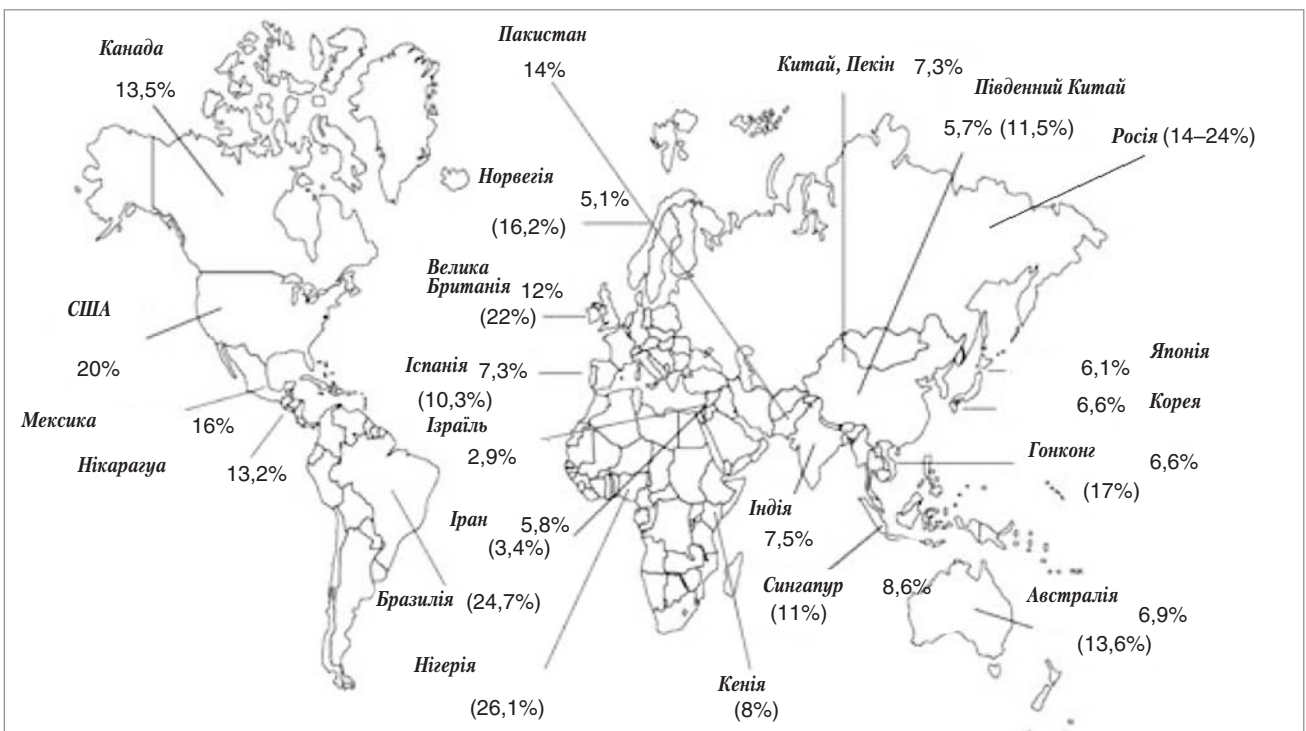 Канада
13,5%
Пакистан
14%
Китай, Пекін 7,3%
Південний Китай
5,7% (11,5%)
Росія (14–24%)
Норвегія
5,1%
(16,2%)
Велика
Британія 12%
(22%)
США
20%
Іспанія 7,3%
(10,3%)
Ізраїль
2,9%
Японія
6,1%
6,6% Корея
Мексика
16%
Нікарагуа
13,2%
Гонконг
6,6%
(17%)
Іран 5,8%
(3,4%)
Індія
7,5%
Бразилія (24,7%)
Сингапур 8,6%
(11%)
Австралія
6,9%
(13,6%)
Нігерія
(26,1%)
Кенія
(8%)